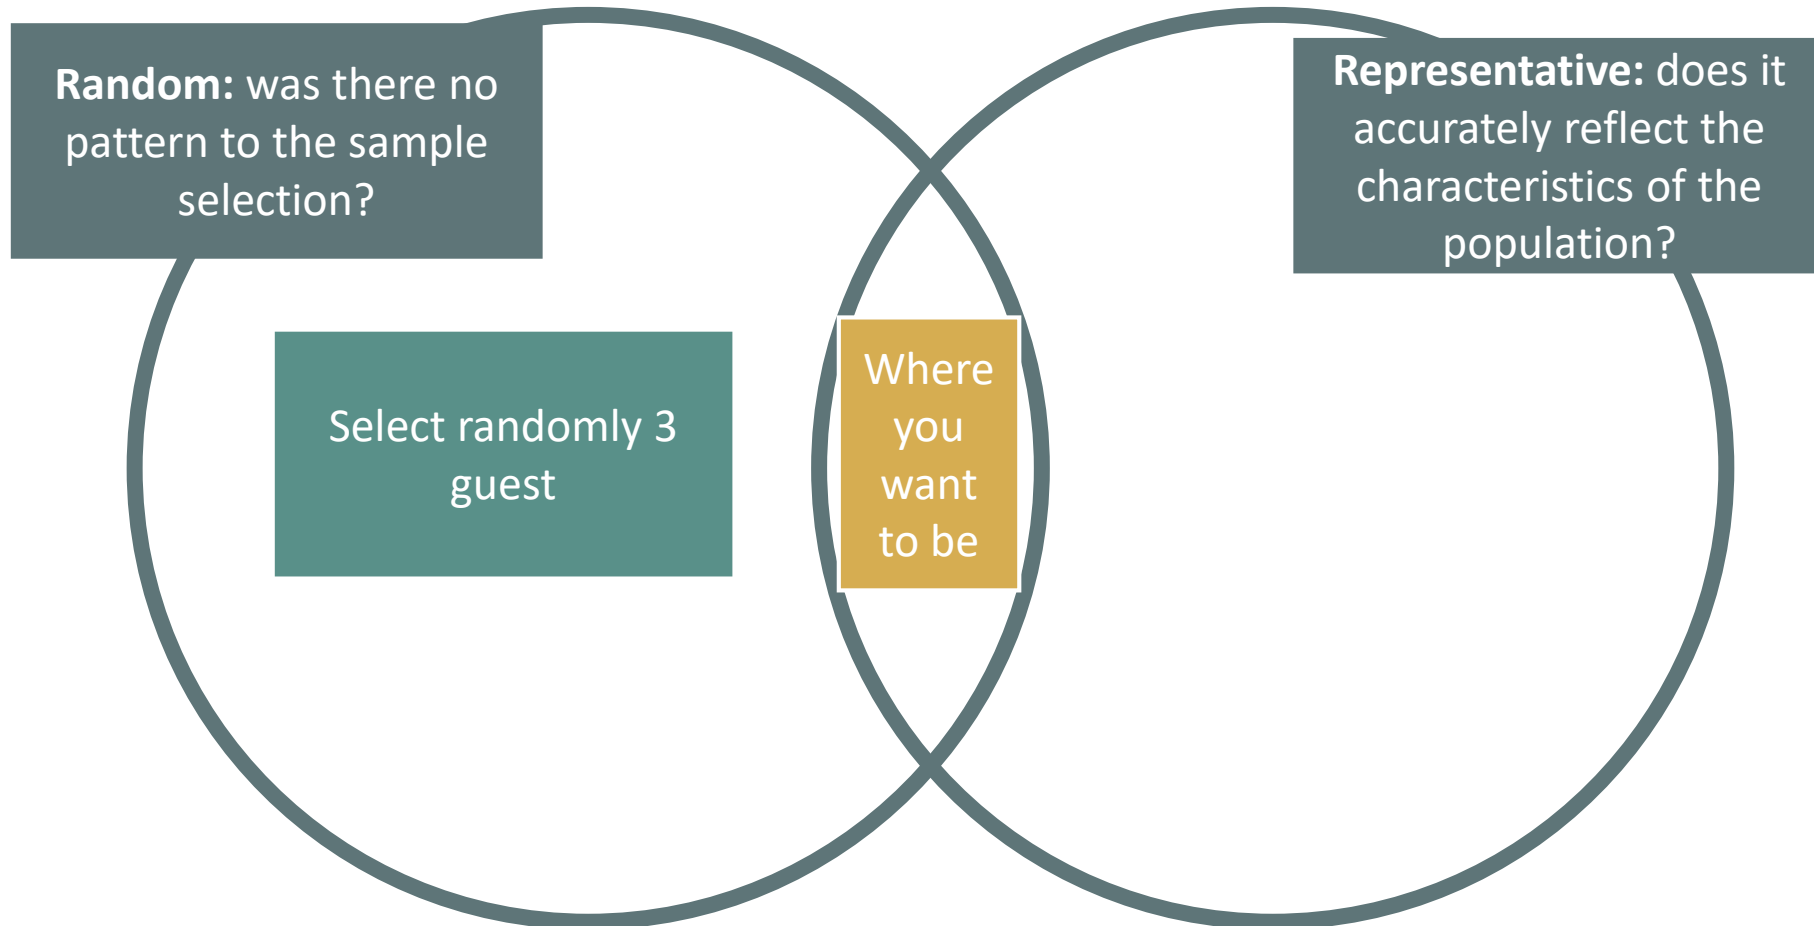 Random: was there no
pattern to the sample
selection?
Representative: does it
accurately reflect the
characteristics of the
population?
Select randomly 3
guest
Where
you
want
to be